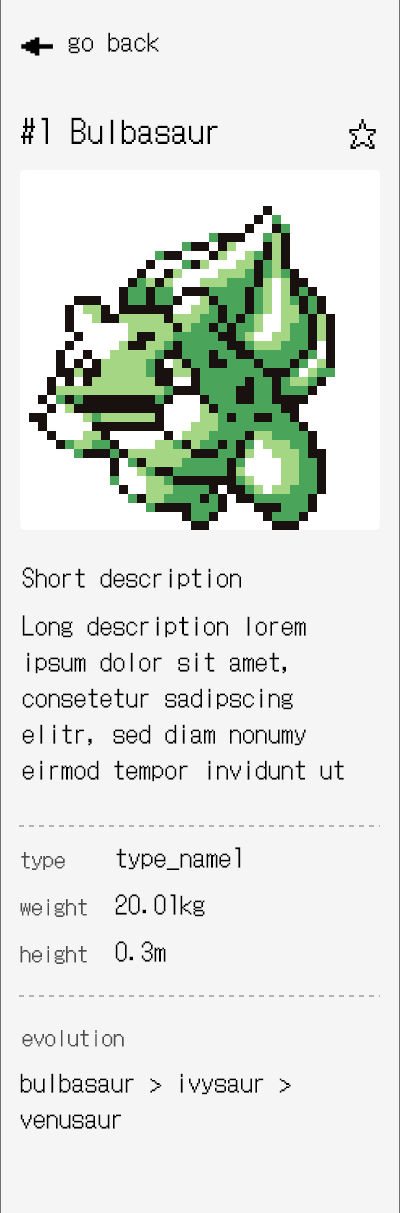 go back
#1 Bulbasaur
Short description
Long description lorem
ipsum dolor sit amet,
consetetur sadipscing
elitr, sed diam nonumy
eirmod tempor invidunt ut
type type_name1
weight 20.01kg
height 0.3m
evolution
bulbasaur > ivysaur >
venusaur